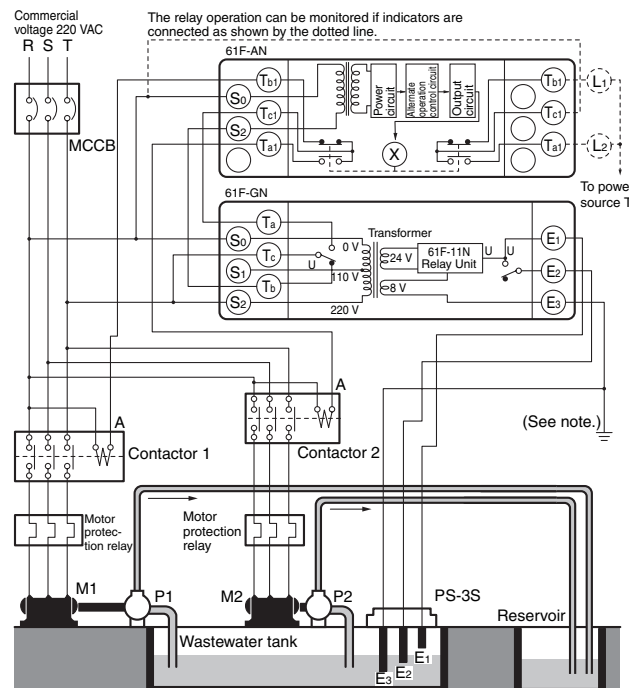 Commercial
voltage 220 VAC
R S T
The relay operation can be monitored if indicators are
connected as shown by the dotted line.
MCCB
61F-AN
S0
S2
Tb1
Tc1
Ta1
Power
circuit
Alternate
operation
control circuit
Output
circuit
X
Tb1
Tc1
Ta1
L1
L2
To power
source T
61F-GN
S0
S1
S2
Ta
Tc
Tb
U
0 V
110 V
220 V
Transformer
24 V
8 V
61F-11N
Relay Unit
U
U
E1
E2
E3
(See note.)
A
Contactor 1
A
Contactor 2
Motor
protec-
tion relay
Motor
protection
relay
M1
P1
M2
P2
PS-3S
Reservoir
Wastewater tank
E3
E2
E1